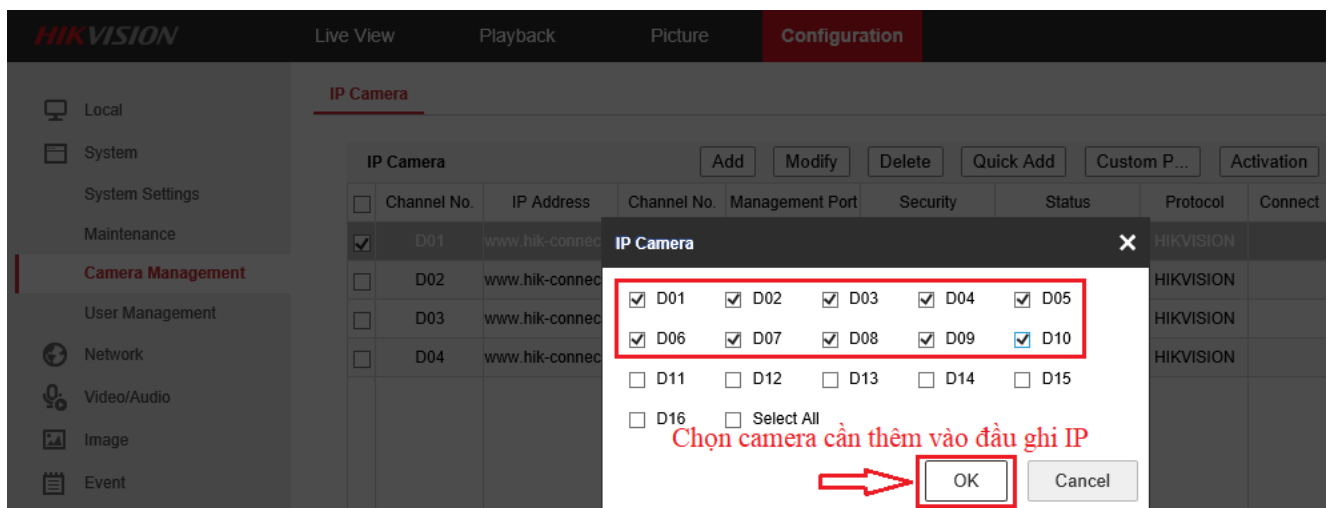 HIKVISION Live View Playback Picture Configuration
IP Camera
Local
System
System Settings
Maintenance
Camera Management
User Management
Network
Video/Audio
Image
Event
IP Camera Add Modify Delete Quick Add Custom P... Activation
Channel No. IP Address Channel No. Management Port Security Status Protocol Connect
D01 www.hik-connec HIKVISION
D02 www.hik-connec HIKVISION
D03 www.hik-connec HIKVISION
D04 www.hik-connec HIKVISION
IP Camera
D01 D02 D03 D04 D05
D06 D07 D08 D09 D10
D11 D12 D13 D14 D15
D16 Select All
Chọn camera cần thêm vào đầu ghi IP
OK Cancel